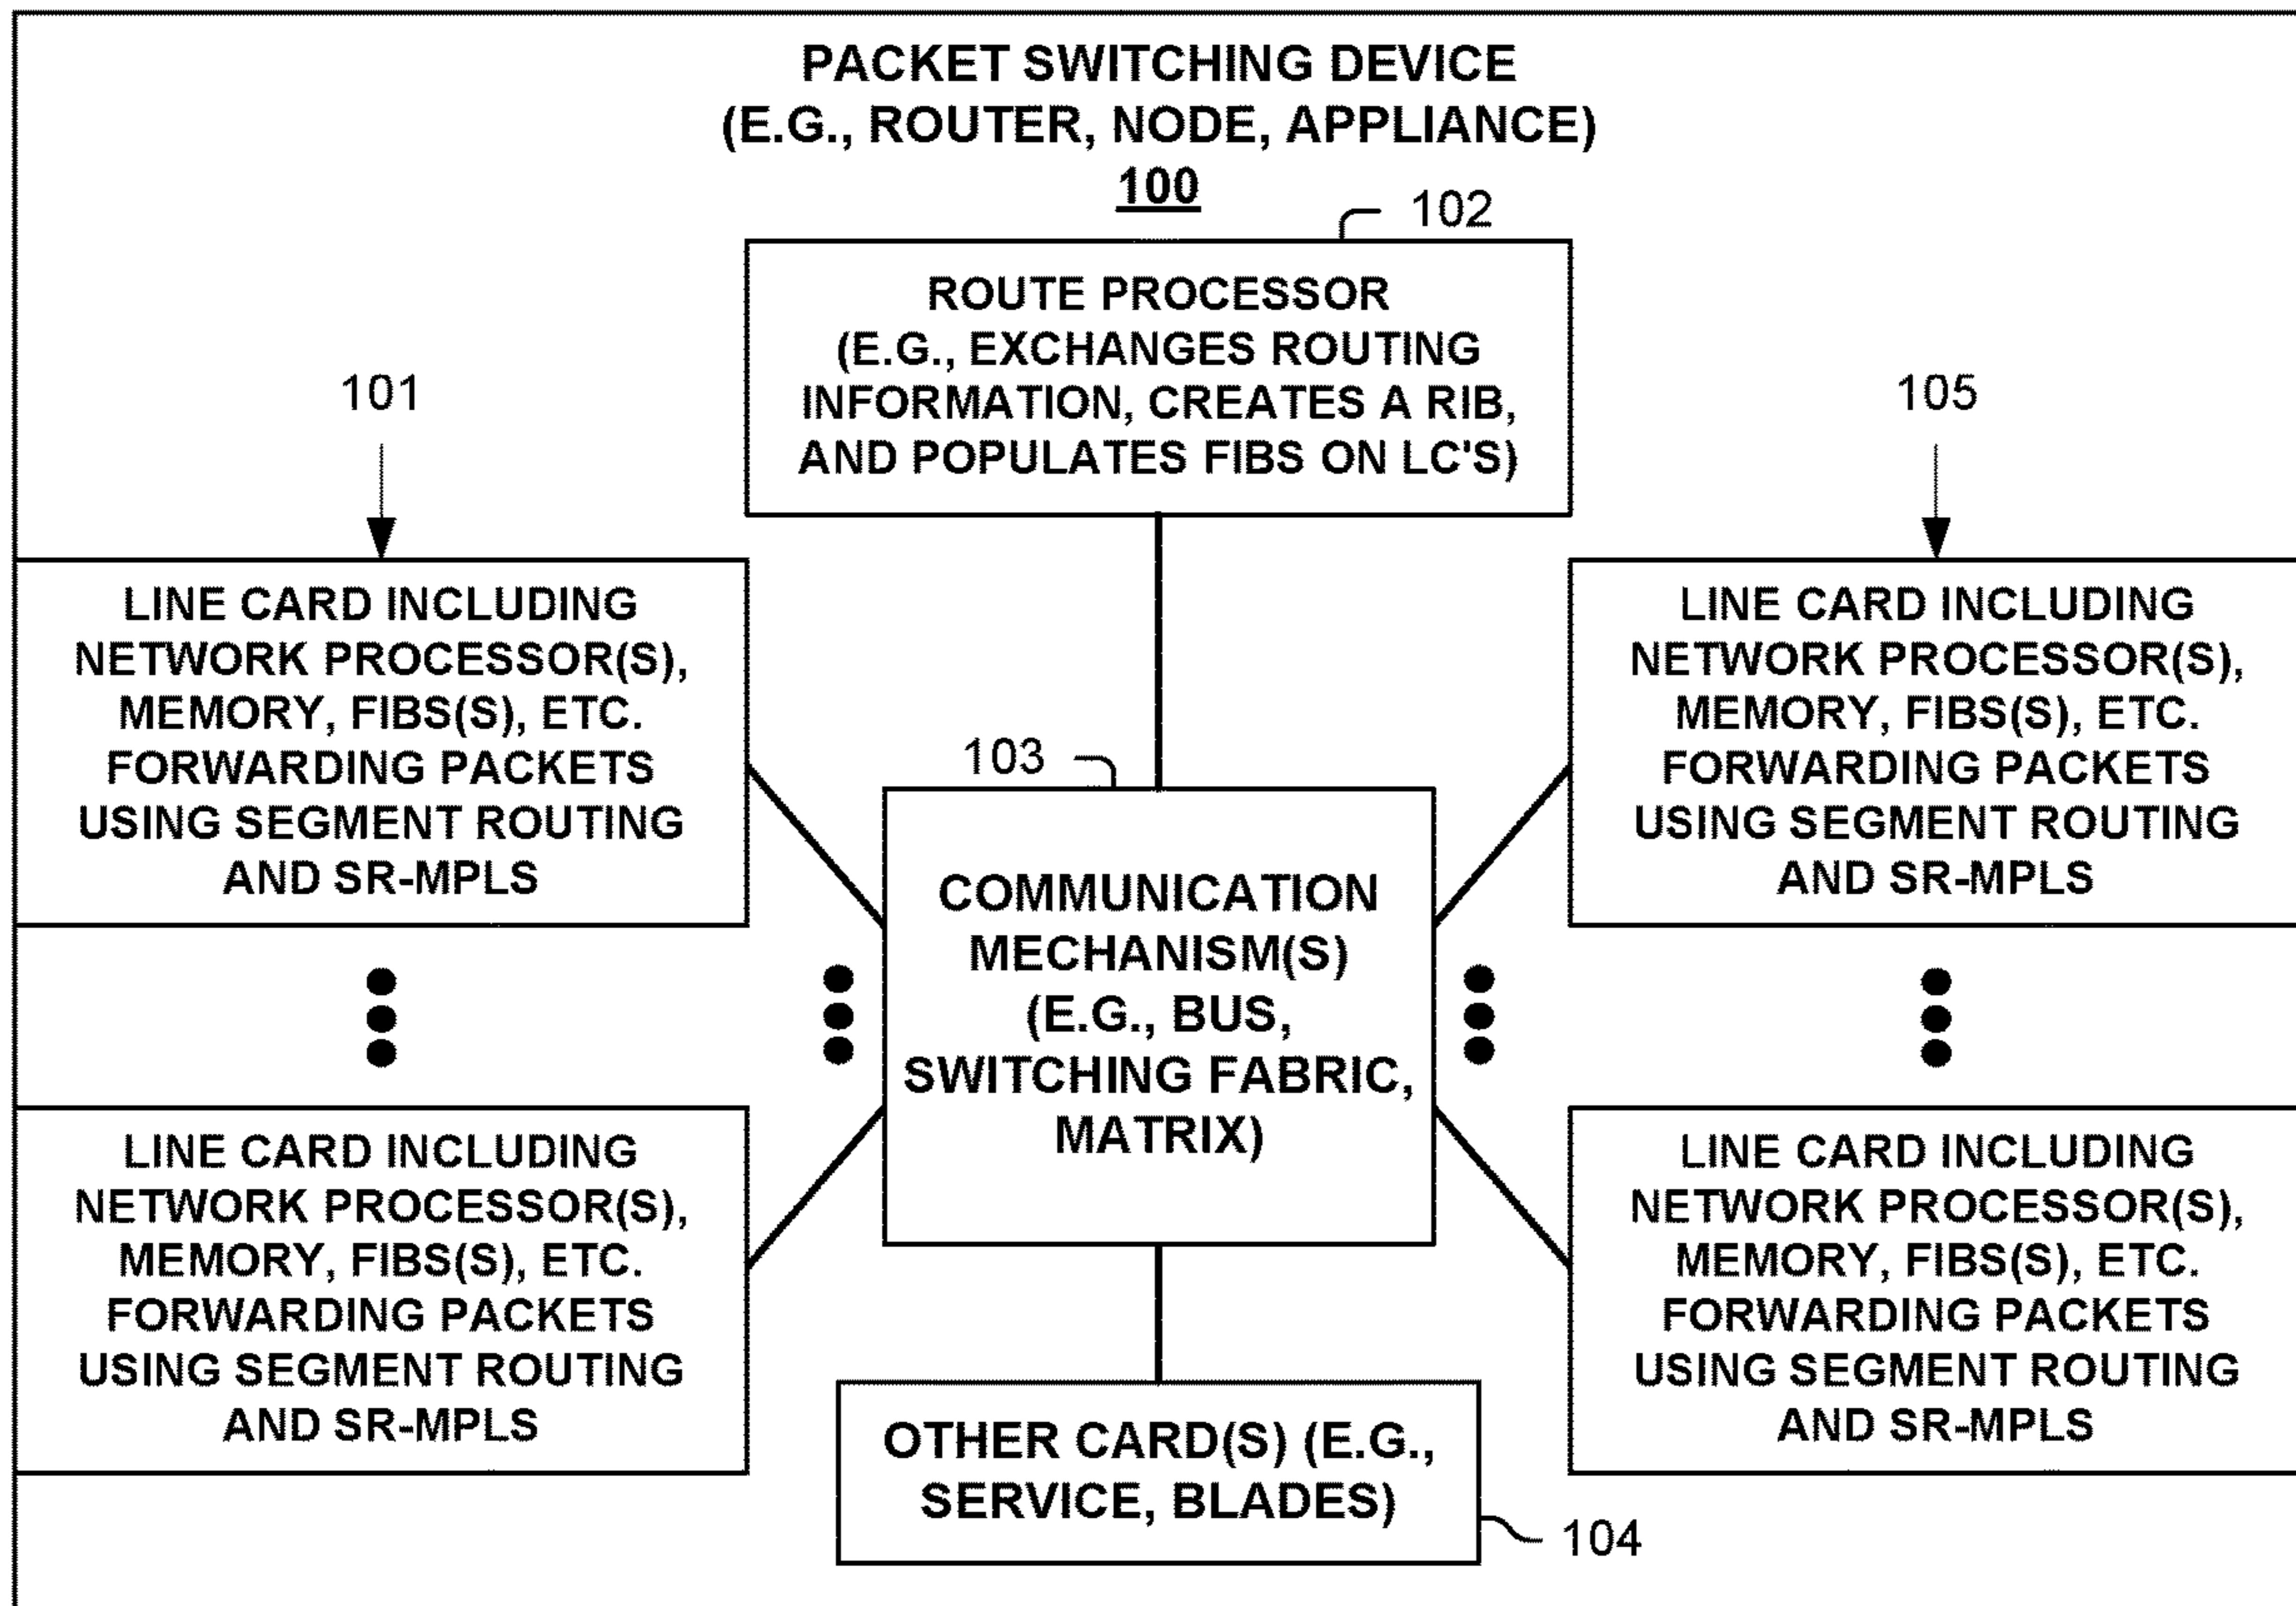 PACKET SWITCHING DEVICE
(E.G., ROUTER, NODE, APPLIANCE)
100
102
ROUTE PROCESSOR
(E.G., EXCHANGES ROUTING
INFORMATION, CREATES A RIB,
AND POPULATES FIBS ON LC'S)
101
105
LINE CARD INCLUDING
NETWORK PROCESSOR(S),
MEMORY, FIBS(S), ETC.
FORWARDING PACKETS
USING SEGMENT ROUTING
AND SR-MPLS
LINE CARD INCLUDING
NETWORK PROCESSOR(S),
MEMORY, FIBS(S), ETC.
FORWARDING PACKETS
USING SEGMENT ROUTING
AND SR-MPLS
103
COMMUNICATION
MECHANISM(S)
(E.G., BUS,
SWITCHING FABRIC,
MATRIX)
LINE CARD INCLUDING
NETWORK PROCESSOR(S),
MEMORY, FIBS(S), ETC.
FORWARDING PACKETS
USING SEGMENT ROUTING
AND SR-MPLS
LINE CARD INCLUDING
NETWORK PROCESSOR(S),
MEMORY, FIBS(S), ETC.
FORWARDING PACKETS
USING SEGMENT ROUTING
AND SR-MPLS
OTHER CARD(S) (E.G.,
SERVICE, BLADES)
104